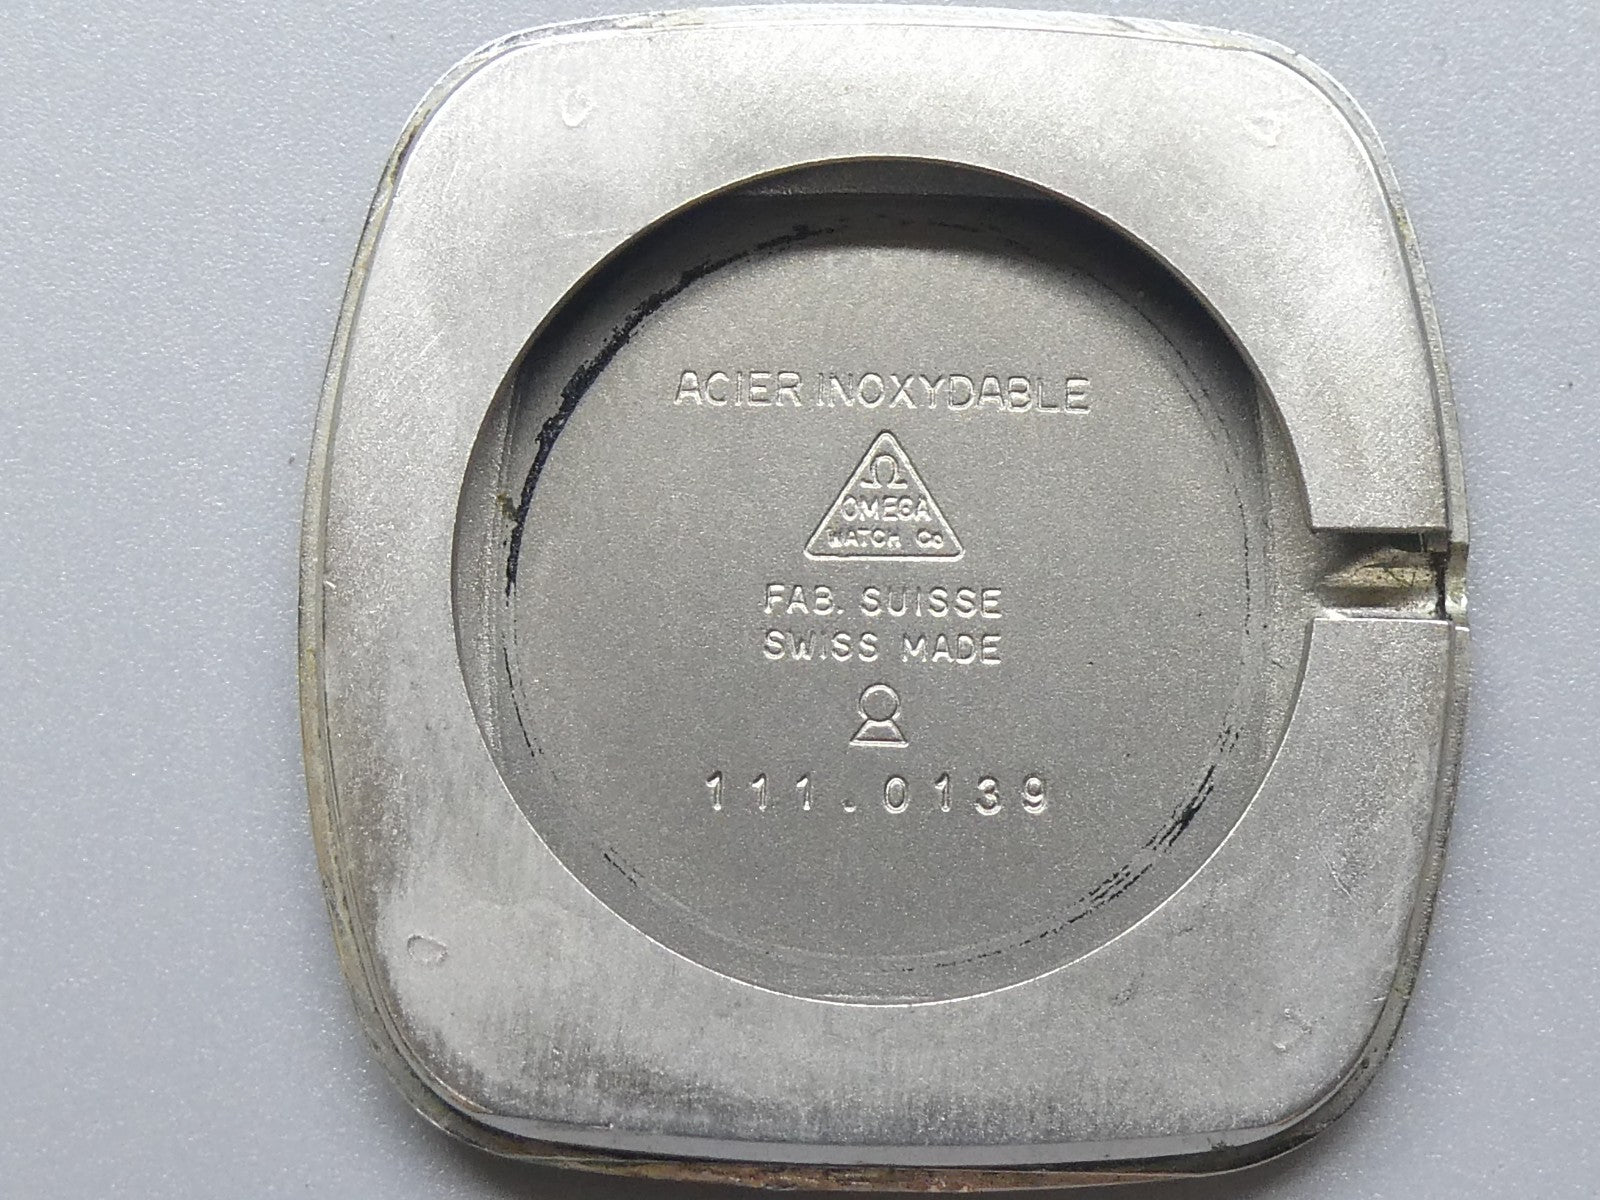 ACIER INOXYDABLE
Ω
OMEGA
WATCH Co
FAB. SUISSE
SWISS MADE
111.0139